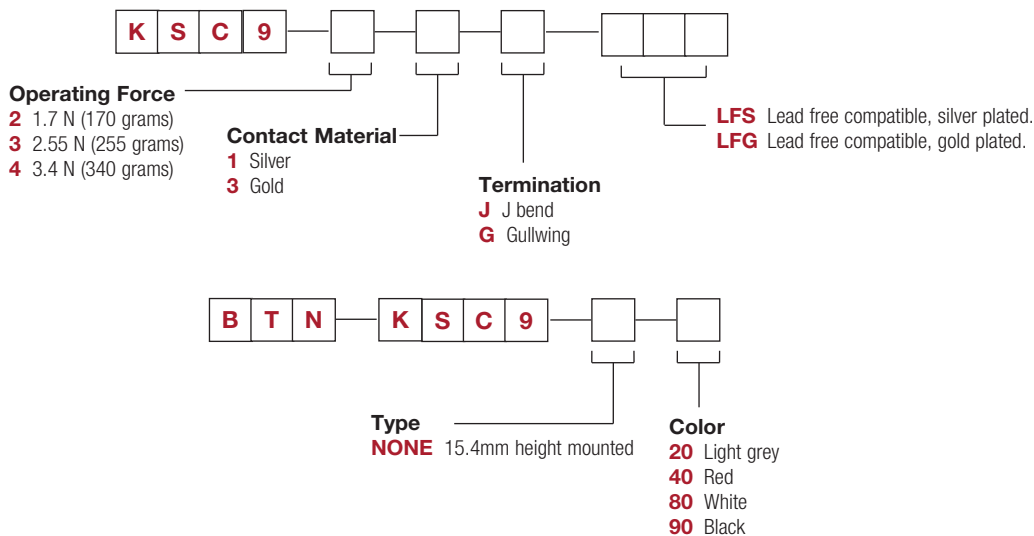 K S C 9
Operating Force
2 1.7 N (170 grams)
3 2.55 N (255 grams)
4 3.4 N (340 grams)
Contact Material
1 Silver
3 Gold
Termination
J J bend
G Gullwing
LFS Lead free compatible, silver plated.
LFG Lead free compatible, gold plated.
B T N K S C 9
Type
NONE 15.4mm height mounted
Color
20 Light grey
40 Red
80 White
90 Black